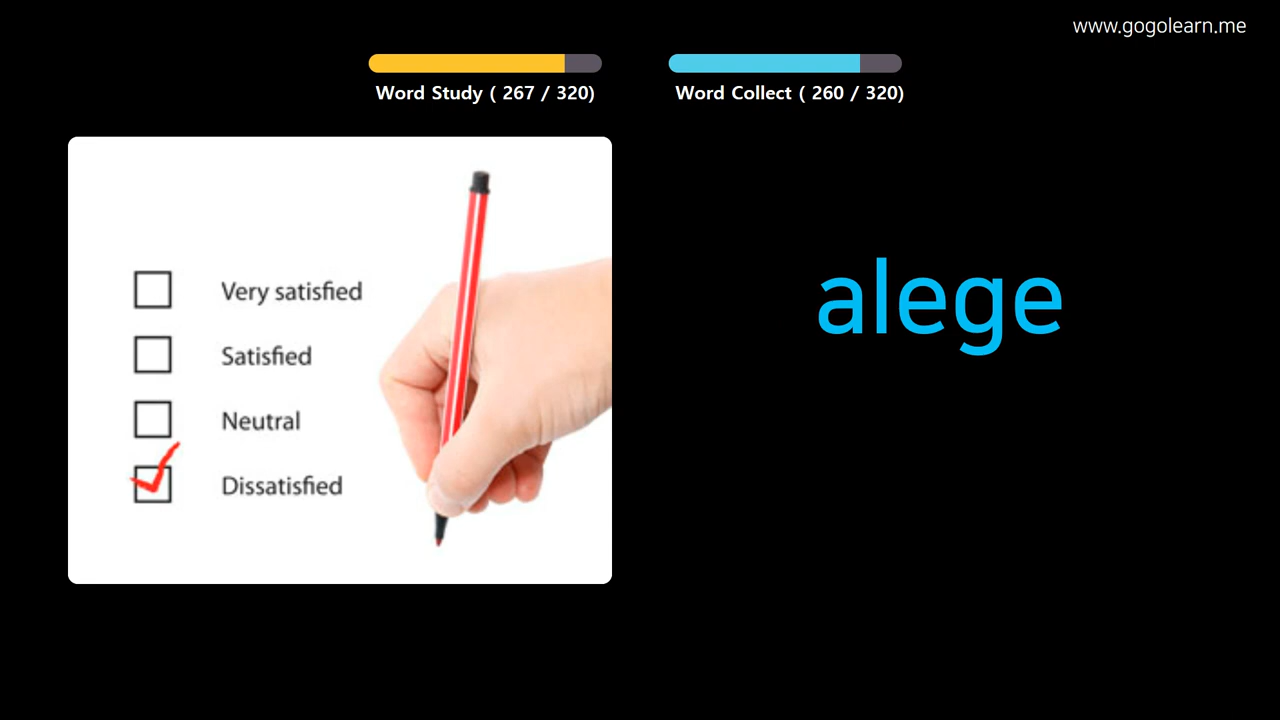 www.gogolearn.me
Word Study ( 267 / 320)
Word Collect ( 260 / 320)
Very satisfied
Satisfied
Neutral
Dissatisfied
alege